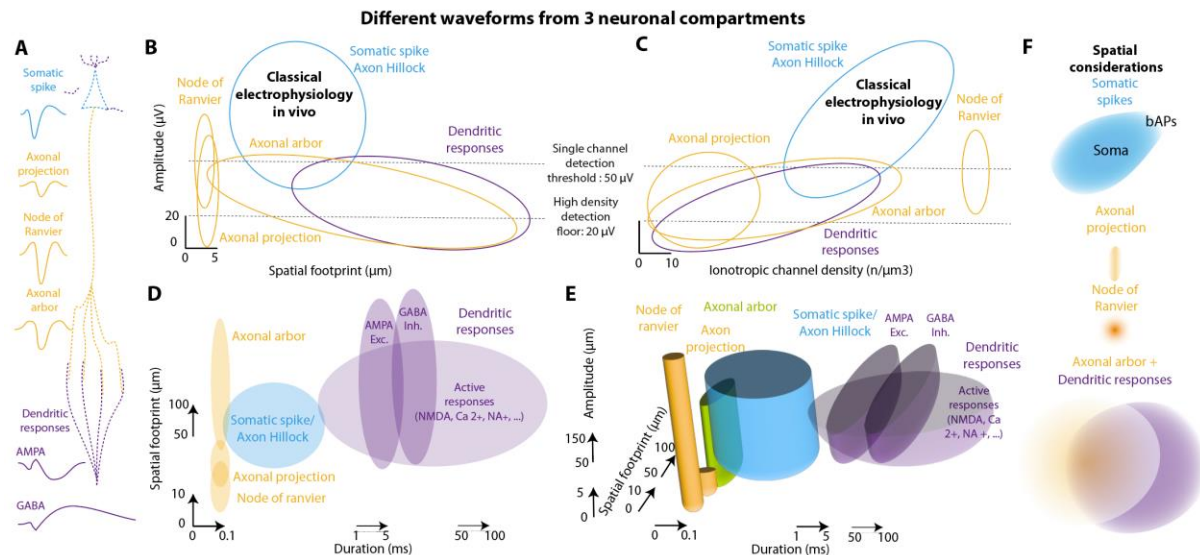 Different waveforms from 3 neuronal compartments
A
Somatic
spike
Axonal
projection
Node of
Ranvier
Axonal
arbor
Dendritic
responses
AMPA
GABA
B
Amplitude (µV)
20
0
0
5
Spatial footprint (µm)
Node of
Ranvier
Somatic spike
Axon Hillock
Classical
electrophysiology
in vivo
Axonal arbor
Dendritic
responses
Axonal projection
Single channel
detection
threshold : 50 µV
High density
detection
floor: 20 µV
C
Somatic spike
Axon Hillock
Classical
electrophysiology
in vivo
Node of
Ranvier
Axonal projection
Axonal arbor
Dendritic
responses
0
10
Ionotropic channel density (n/µm3)
D
Spatial footprint (µm)
100
50
10
0
0
0.1
1
5
50
100
Duration (ms)
Axonal arbor
Somatic spike/
Axon Hillock
Axonal projection
Node of ranvier
AMPA
Exc.
GABA
Inh.
Dendritic
responses
Active
responses
(NMDA, Ca 2+, NA+, ...)
E
Amplitude (µm)
150
50
5
0
Spatial footprint (µm)
100
50
10
0
0
0.1
1
5
50
100
Duration (ms)
Node of
ranvier
Axonal arbor
Axon
projection
Somatic spike/
Axon Hillock
AMPA
Exc.
GABA
Inh.
Dendritic
responses
Active
responses
(NMDA, Ca
2+, NA +, ...)
F
Spatial
considerations
Somatic
spikes
bAPs
Soma
Axonal
projection
Node of
Ranvier
Axonal arbor +
Dendritic responses